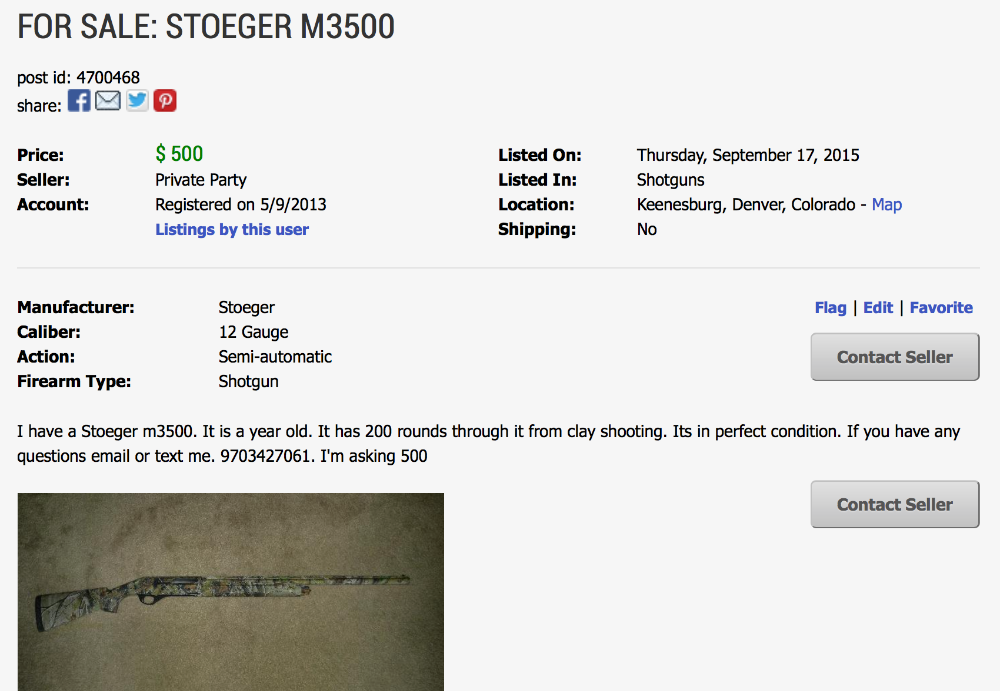 FOR SALE: STOEGER M3500
post id: 4700468
share:
Price: $ 500
Seller: Private Party
Account: Registered on 5/9/2013
Listings by this user
Listed On: Thursday, September 17, 2015
Listed In: Shotguns
Location: Keenesburg, Denver, Colorado - Map
Shipping: No
Manufacturer: Stoeger
Caliber: 12 Gauge
Action: Semi-automatic
Firearm Type: Shotgun
Flag | Edit | Favorite
Contact Seller
I have a Stoeger m3500. It is a year old. It has 200 rounds through it from clay shooting. Its in perfect condition. If you have any
questions email or text me. 9703427061. I'm asking 500
Contact Seller